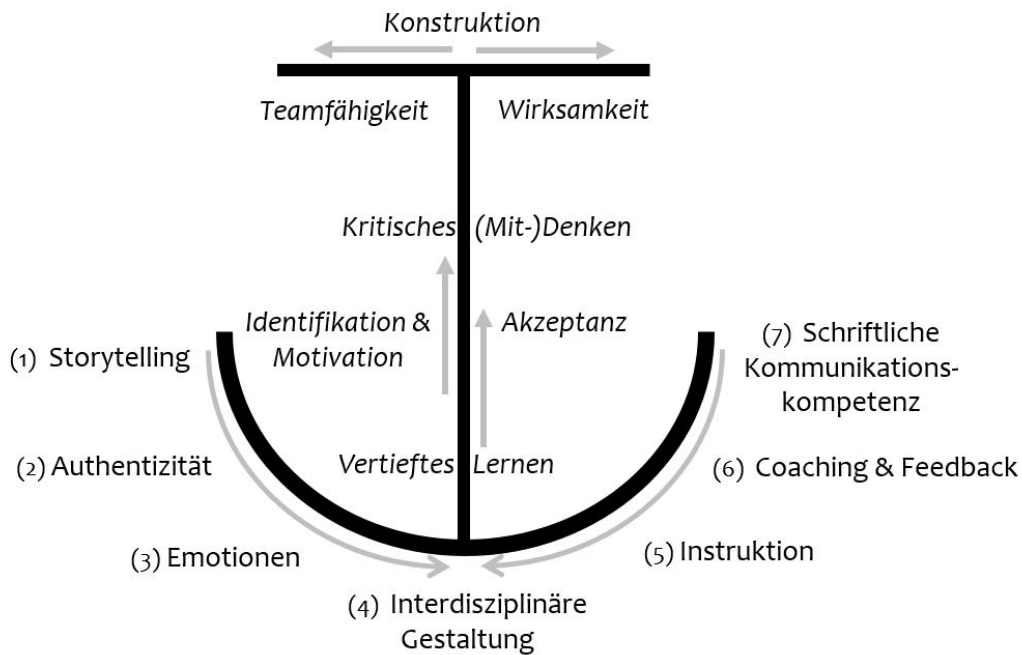 Konstruktion
Teamfähigkeit Wirksamkeit
Kritisches (Mit-)Denken
Identifikation & Akzeptanz
Motivation
Vertieftes Lernen
(1) Storytelling
(2) Authentizität
(3) Emotionen
(4) Interdisziplinäre
Gestaltung
(5) Instruktion
(6) Coaching & Feedback
(7) Schriftliche
Kommunikations-
kompetenz